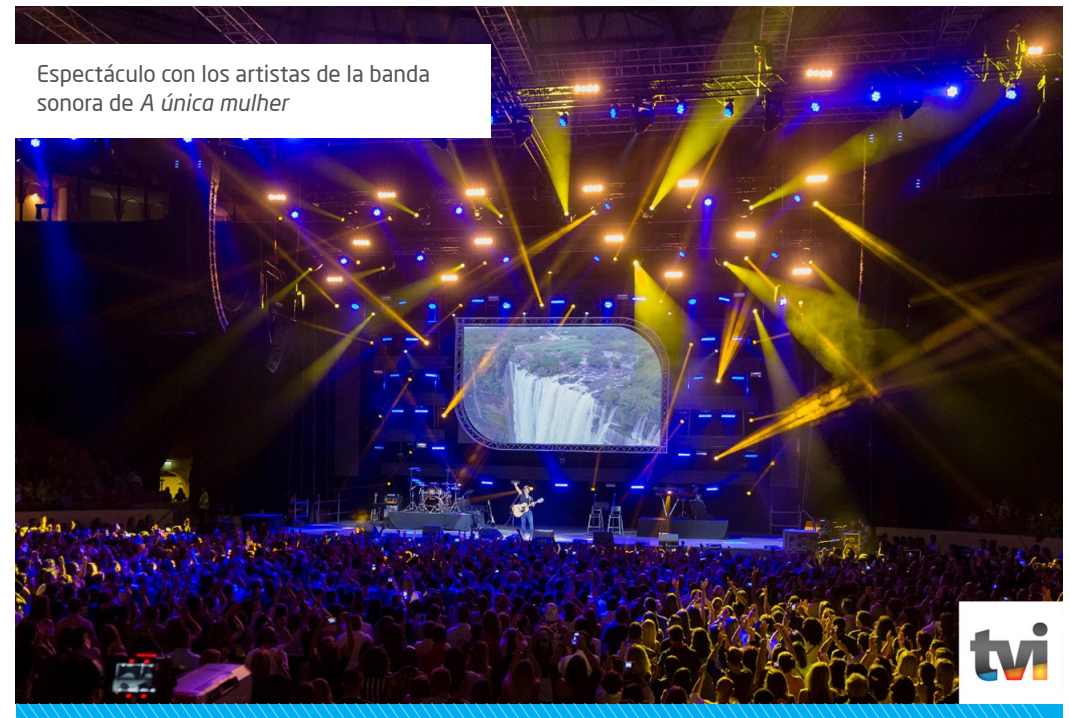 Espectáculo con los artistas de la banda
sonora de A única mulher
tvi